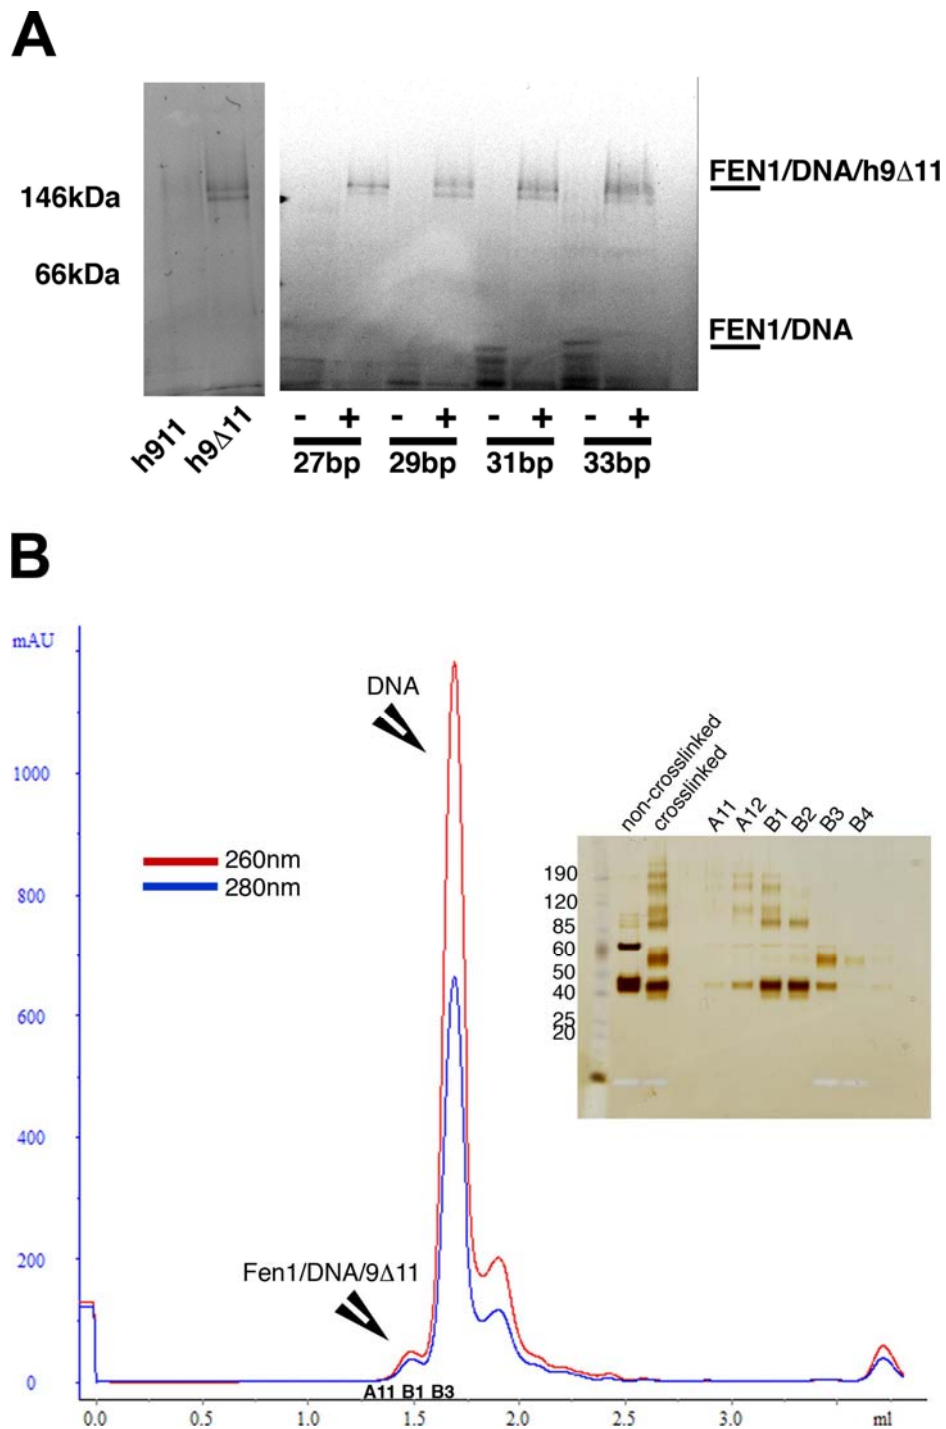 A
146kDa
66kDa
FEN1/DNA/h9Δ11
FEN1/DNA
h911 h9Δ11
- + - + - + - +
27bp 29bp 31bp 33bp
B
mAU
1000
800
600
400
200
0
DNA
260nm
280nm
Fen1/DNA/9Δ11
A11 B1 B3
0.0 0.5 1.0 1.5 2.0 2.5 3.0 ml
non-crosslinked
crosslinked
A11 A12 B1 B2 B3 B4
190
120
85
60
50
40
25
20